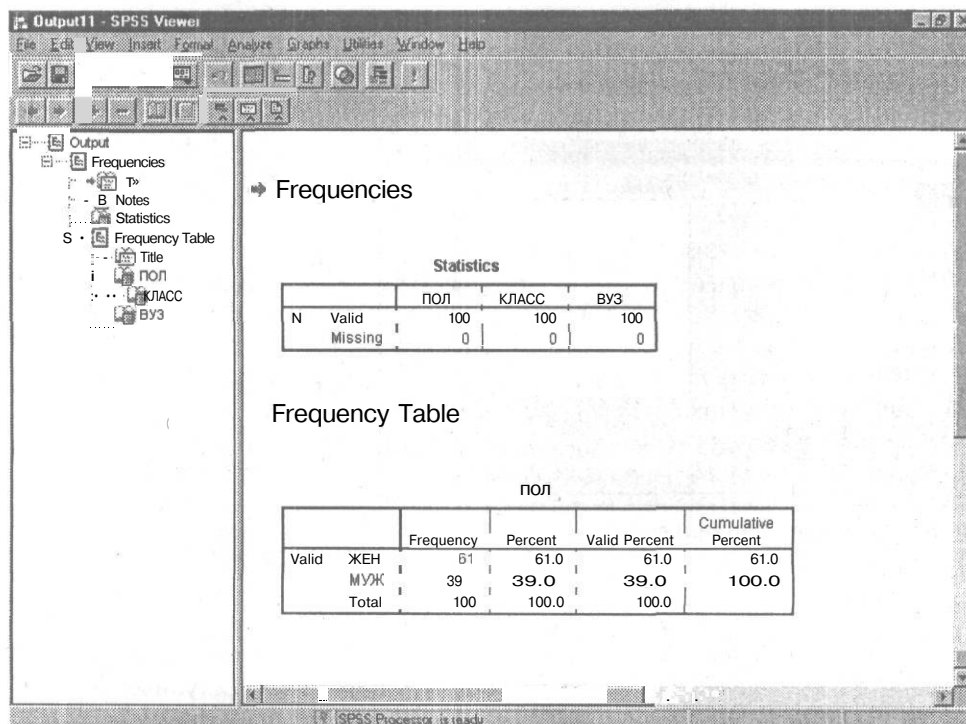 Output11 - SPSS Viewer
File Edit View Insert Format Analyze Graphs Utilities Window Help
Output
Frequencies
T»
B Notes
Statistics
S Frequency Table
Title
i ПОЛ
КЛАСС
ВУЗ
Frequencies
Statistics
ПОЛ КЛАСС ВУЗ
N Valid 100 100 100
Missing 0 0 0
Frequency Table
ПОЛ
Cumulative
Frequency Percent Valid Percent Percent
Valid ЖЕН 61 61.0 61.0 61.0
МУЖ 39 39.0 39.0 100.0
Total 100 100.0 100.0
SPSS Processor is ready